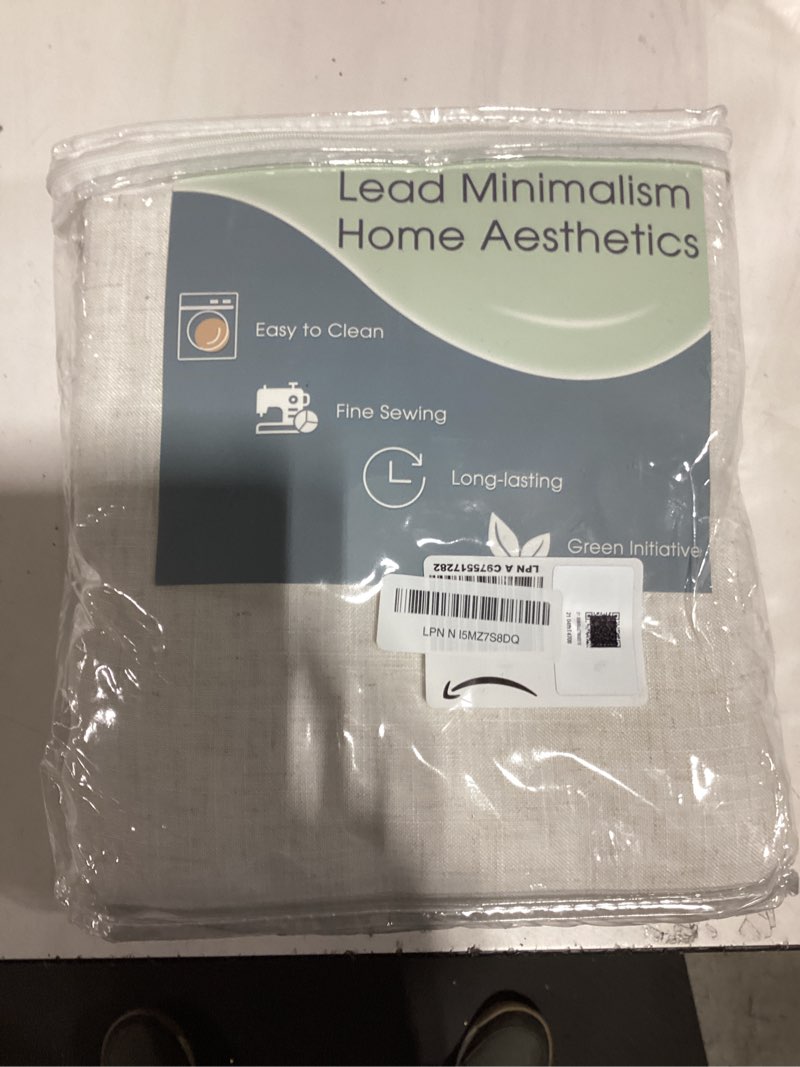 Lead Minimalism
Home Aesthetics
Easy to Clean
Fine Sewing
Long-lasting
Green Initiative
LPN A C975517282
LPN N I5MZ7S8DQ